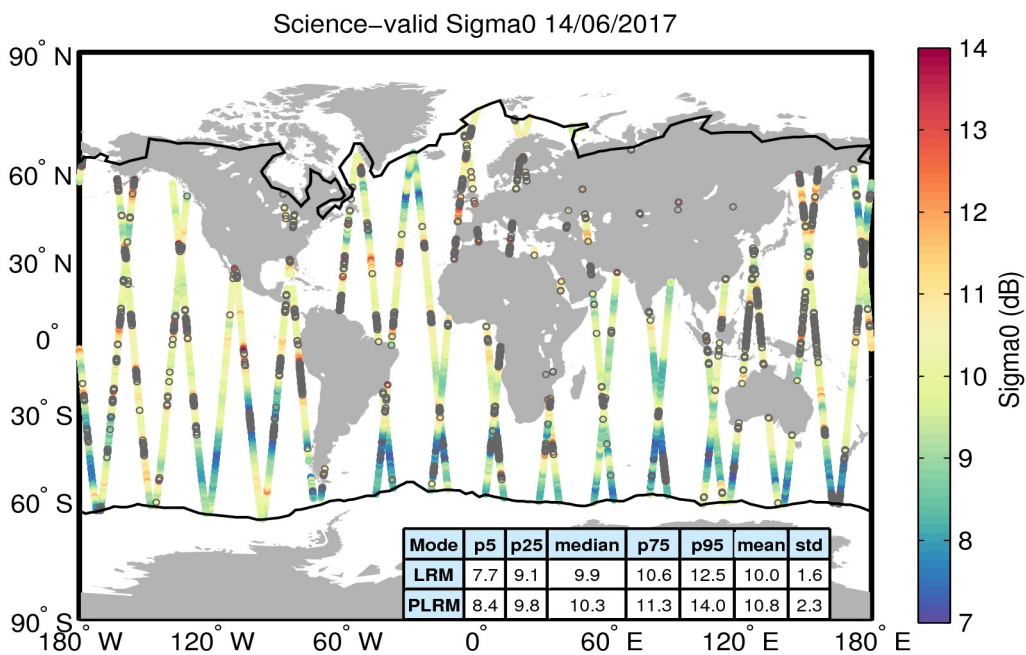 Science−valid Sigma0 14/06/2017
90° N
60° N
30° N
0°
30° S
60° S
90° S
180° W
120° W
60° W
0°
60° E
120° E
180° E
14
13
12
11
10
9
8
7
Sigma0 (dB)
Mode p5 p25 median p75 p95 mean std
LRM 7.7 9.1 9.9 10.6 12.5 10.0 1.6
PLRM 8.4 9.8 10.3 11.3 14.0 10.8 2.3